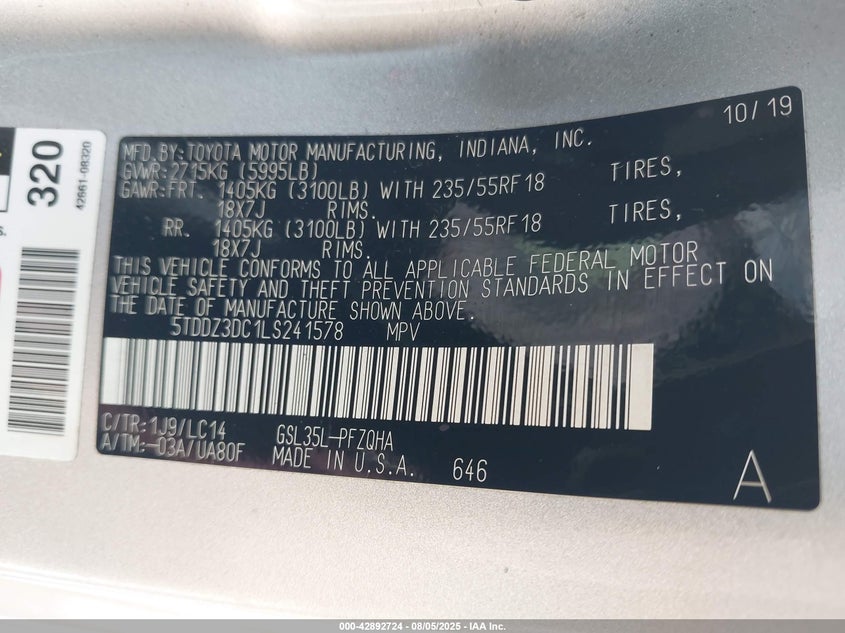 320
42661-08320
S.
10/19
MFD.BY:TOYOTA MOTOR MANUFACTURING, INDIANA, INC.
GVWR:2715KG (5995LB)
GAWR:FRT. 1405KG (3100LB) WITH 235/55RF18 TIRES,
18X7J RIMS.
RR. 1405KG (3100LB) WITH 235/55RF18 TIRES,
18X7J RIMS.
THIS VEHICLE CONFORMS TO ALL APPLICABLE FEDERAL MOTOR
VEHICLE SAFETY AND THEFT PREVENTION STANDARDS IN EFFECT ON
THE DATE OF MANUFACTURE SHOWN ABOVE.
5TDDZ3DC1LS241578 MPV
C/TR:1J9/LC14 GSL35L-PFZQHA
A/TM:-03A/UA80F MADE IN U.S.A. 646
A
000-42892724 - 08/05/2025 - IAA Inc.